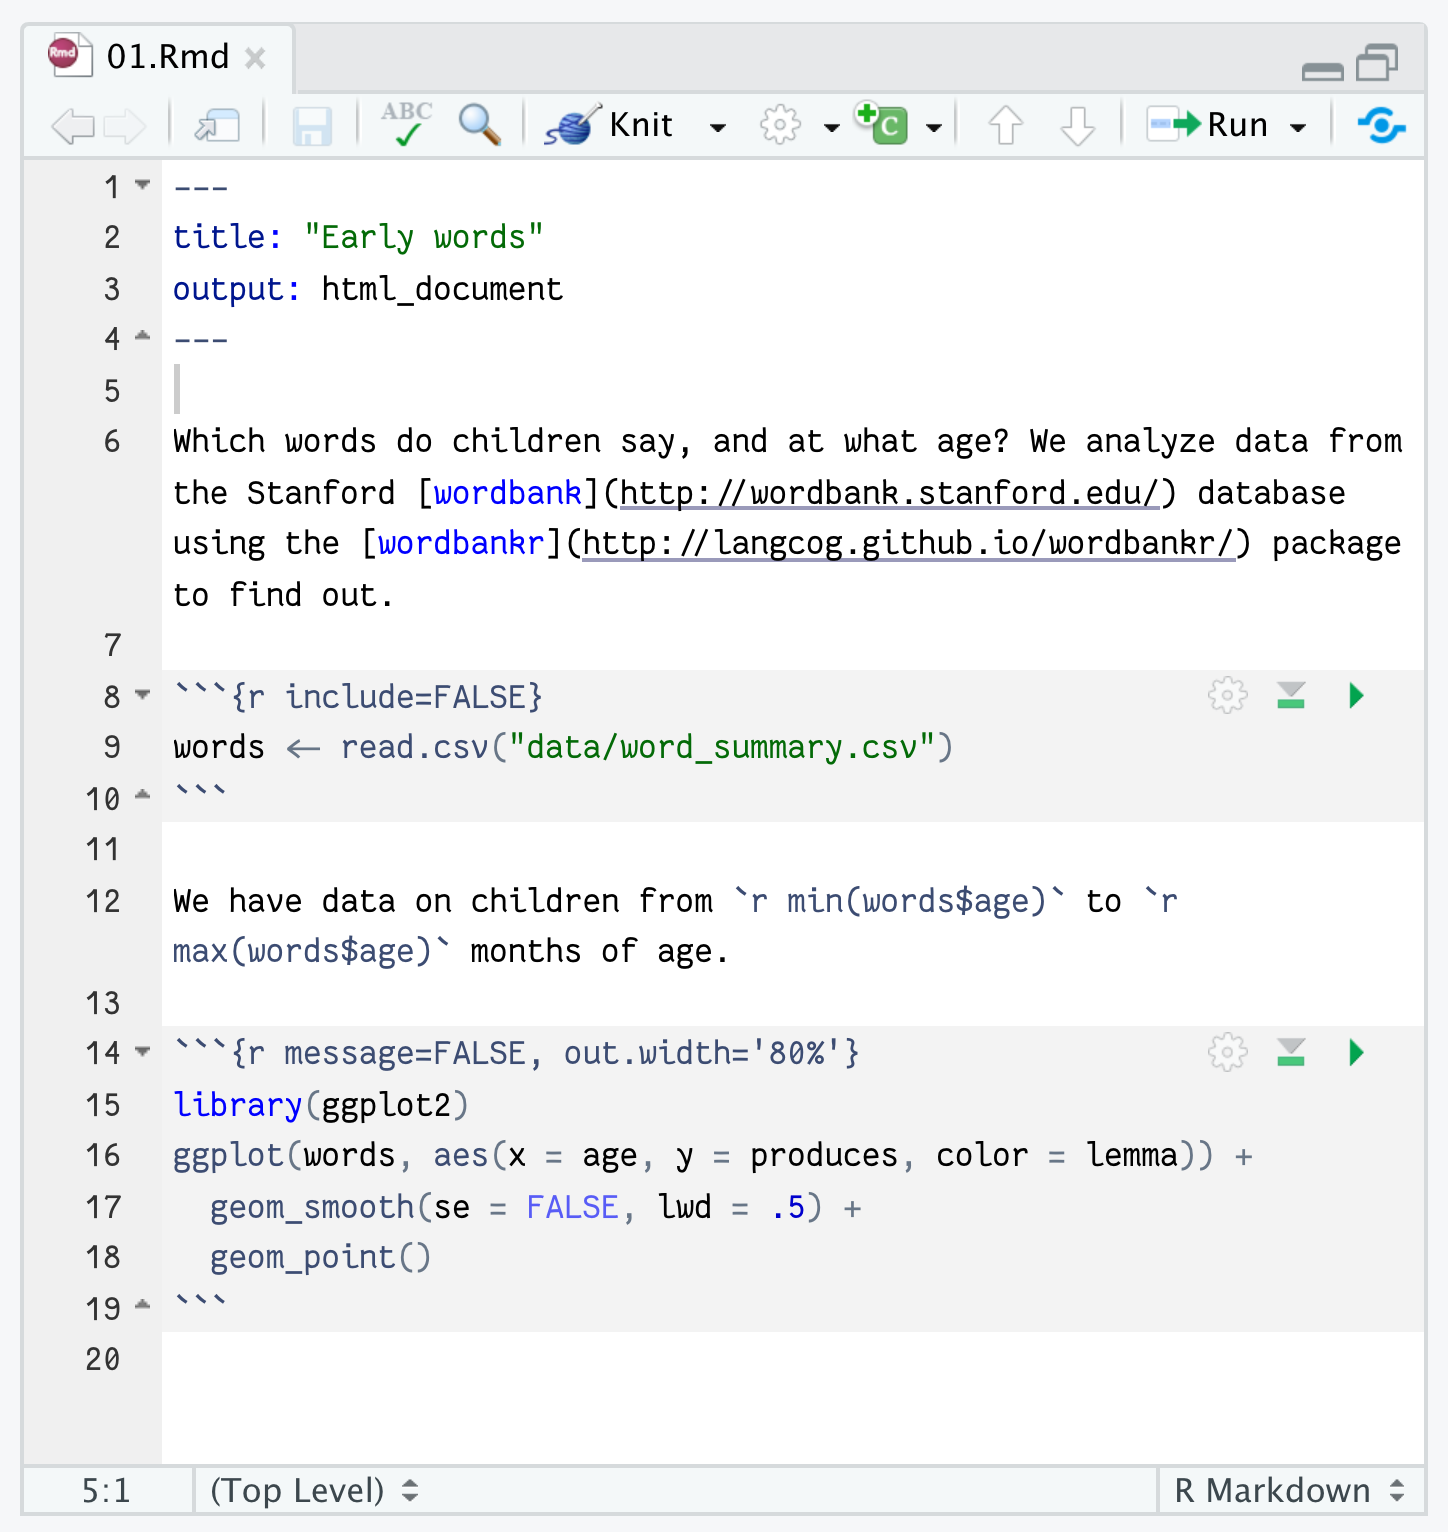 Rmd 01.Rmd
ABC Knit C Run
1 ---
2 title: "Early words"
3 output: html_document
4 ---
5
6 Which words do children say, and at what age? We analyze data from
the Stanford [wordbank](http://wordbank.stanford.edu/) database
using the [wordbankr](http://langcog.github.io/wordbankr/) package
to find out.
7
8 ```{r include=FALSE}
9 words <- read.csv("data/word_summary.csv")
10 ```
11
12 We have data on children from `r min(words$age)` to `r
max(words$age)` months of age.
13
14 ```{r message=FALSE, out.width='80%'}
15 library(ggplot2)
16 ggplot(words, aes(x = age, y = produces, color = lemma)) +
17   geom_smooth(se = FALSE, lwd = .5) +
18   geom_point()
19 ```
20
5:1 (Top Level) R Markdown